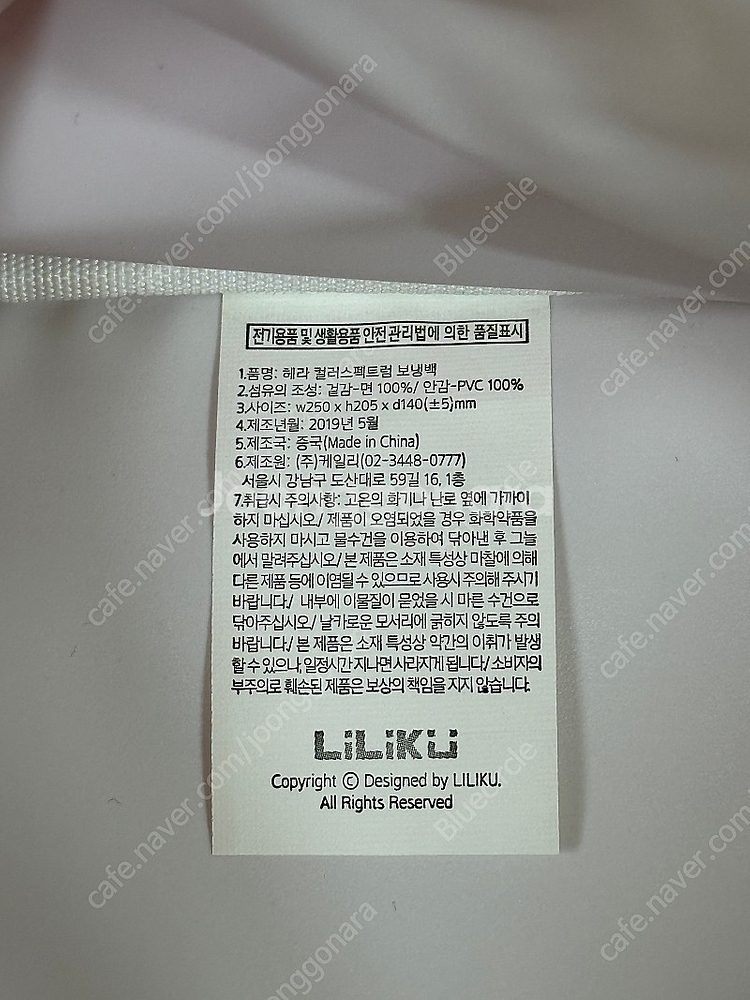 전기용품 및 생활용품 안전 관리법에 의한 품질표시
1.품명: 헤라 컬러스펙트럼 보냉백
2.섬유의 조성: 겉감-면 100%/ 안감-PVC 100%
3.사이즈: w250 x h205 x d140(±5)mm
4.제조년월: 2019년 5월
5.제조국: 중국(Made in China)
6.제조원: (주)케일리(02-3448-0777)
서울시 강남구 도산대로 59길 16, 1층
7.취급시 주의사항: 고온의 화기나 난로 옆에 가까이
하지 마십시오/ 제품이 오염되었을 경우 화학약품을
사용하지 마시고 물수건을 이용하여 닦아낸 후 그늘
에서 말려주십시오/ 본 제품은 소재 특성상 마찰에 의해
다른 제품 등에 이염될 수 있으므로 사용시 주의해 주시기
바랍니다./ 내부에 이물질이 묻었을 시 마른 수건으로
닦아주십시오/ 날카로운 모서리에 긁히지 않도록 주의
바랍니다./ 본 제품은 소재 특성상 약간의 이취가 발생
할 수 있으나, 일정시간 지나면 사라지게 됩니다./ 소비자의
부주의로 훼손된 제품은 보상의 책임을 지지 않습니다.
LiLiKU
Copyright ⓒ Designed by LILIKU.
All Rights Reserved
cafe.naver.com/joonggonara
Bluecircle